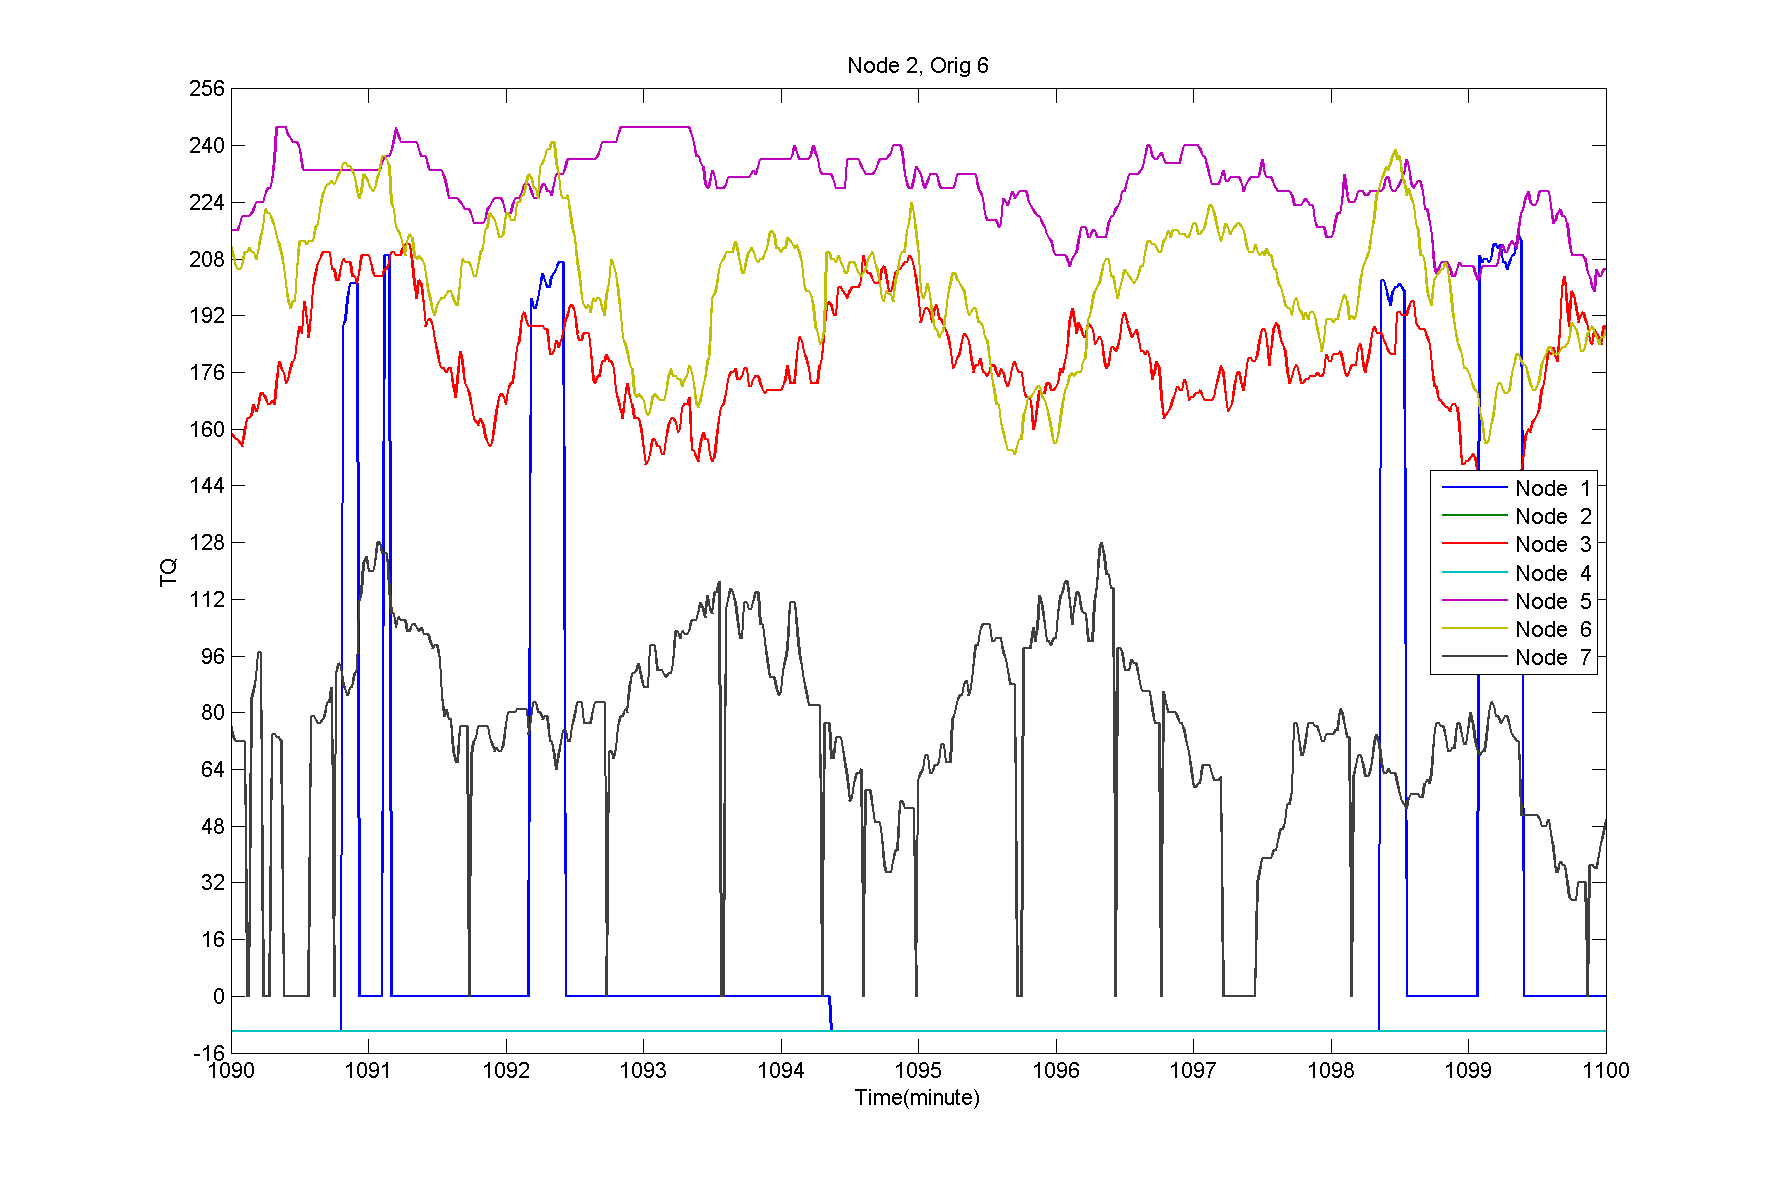 Node 2, Orig 6
256
240
224
208
192
176
160
144
128
112
96
80
64
48
32
16
0
-16
TQ
Node 1
Node 2
Node 3
Node 4
Node 5
Node 6
Node 7
1090 1091 1092 1093 1094 1095 1096 1097 1098 1099 1100
Time(minute)